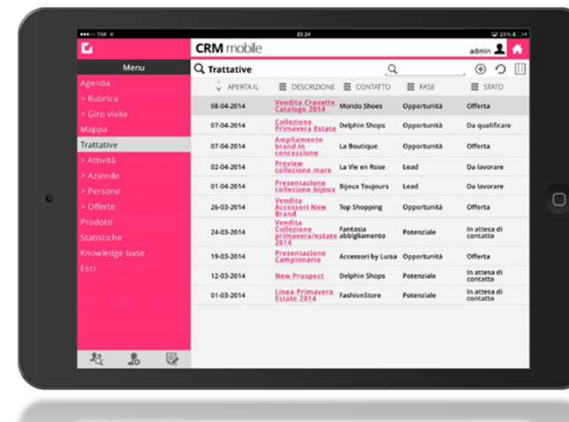 TIM
23:24
23%
CRM mobile
admin
Menu
Trattative
Agenda
> Rubrica
> Giro visite
Mappa
Trattative
> Attività
> Aziende
> Persone
> Offerte
Prodotti
Statistiche
Knowledge base
Esci
APERTA IL DESCRIZIONE CONTATTO FASE STATO
08-04-2014 Vendita Cravatte Catalogo 2014 Mondo Shoes Opportunità Offerta
07-04-2014 Collezione Primavera Estate Delphin Shops Opportunità Da qualificare
07-04-2014 Ampliamento brand in concessione La Boutique Opportunità Offerta
02-04-2014 Preview collezione mare La Vie en Rose Lead Da lavorare
01-04-2014 Presentazione collezione bijoux Bijoux Toujours Lead Da lavorare
26-03-2014 Vendita Accessori New Brand Top Shopping Opportunità Offerta
24-03-2014 Vendita Collezione primavera/estate 2014 Fantasia abbigliamento Potenziale In attesa di contatto
19-03-2014 Presentazione Campionario Accessori by Luisa Opportunità Offerta
12-03-2014 New Prospect Delphin Shops Potenziale In attesa di contatto
01-03-2014 Linea Primavera Estate 2014 FashionStore Potenziale In attesa di contatto